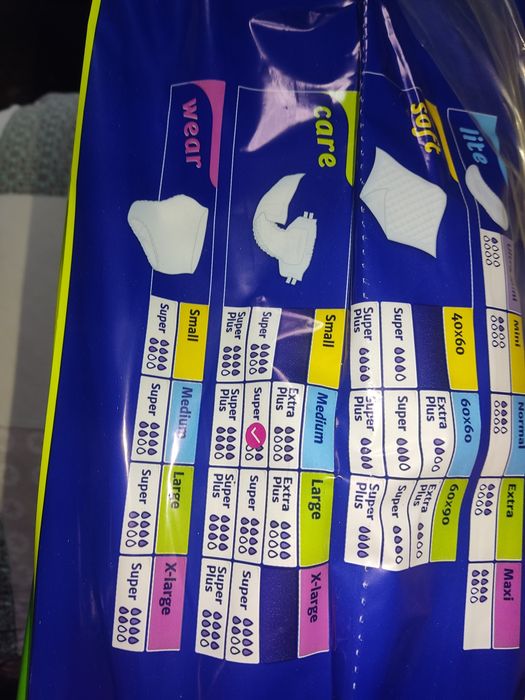 lite
Mini
Normal
Extra
Maxi
soft
40x60
60x60
60x90
Extra
Plus
Extra
Plus
Super
Super
Super
Super
Plus
Super
Plus
Super
Plus
care
Small
Medium
Large
X-large
Extra
Plus
Extra
Plus
Super
Super
Super
Super
Super
Plus
Super
Plus
Super
Plus
Super
Plus
wear
Small
Medium
Large
X-large
Super
Super
Super
Super